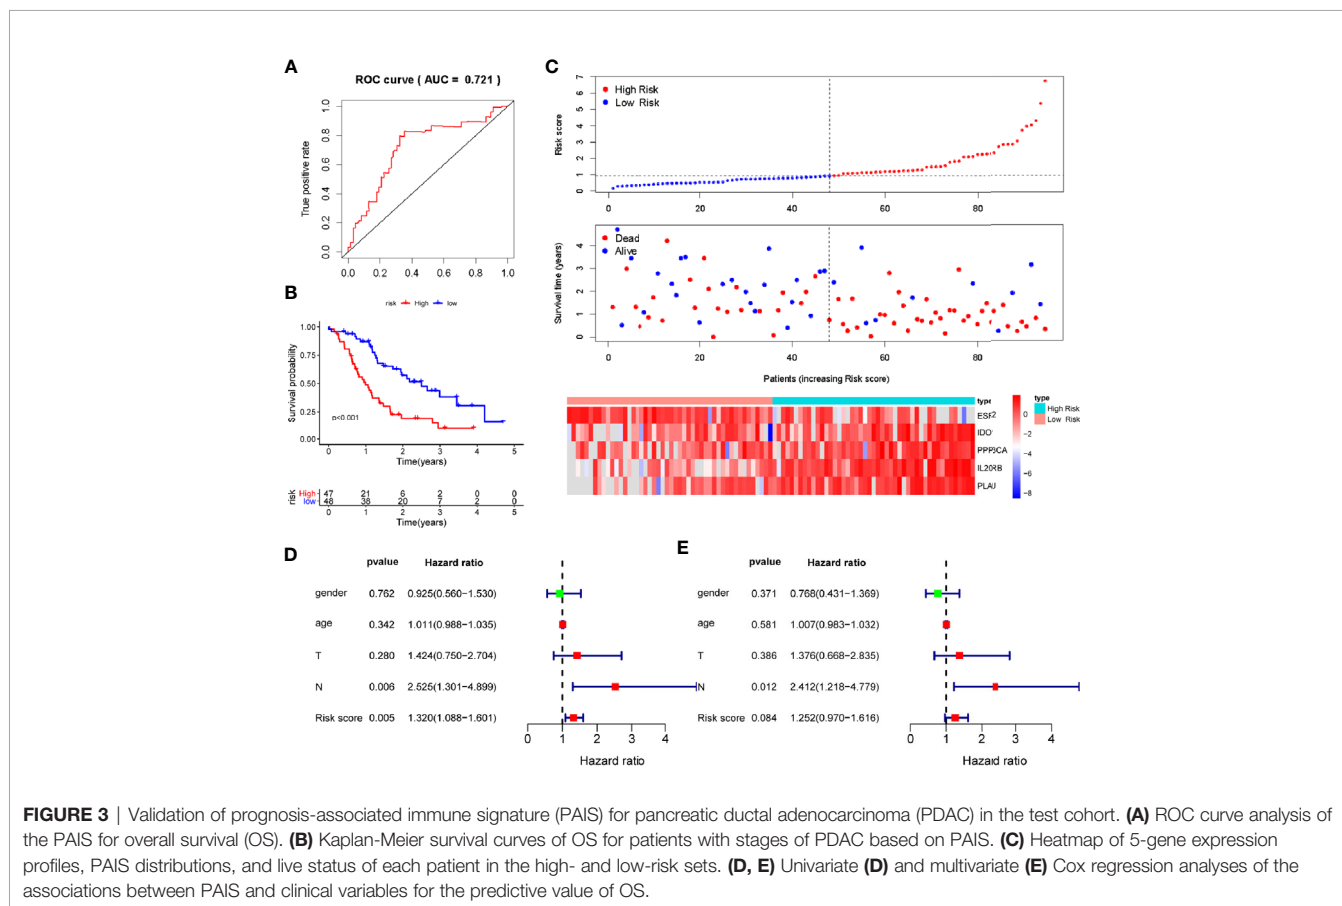 A
ROC curve ( AUC = 0.721 )
True positive rate
0.0 0.2 0.4 0.6 0.8 1.0
0.0 0.2 0.4 0.6 0.8 1.0
B
risk High low
Survival probability
1.00
0.75
0.50
0.25
0.00
p<0.001
0 1 2 3 4 5
Time(years)
risk
High 47 21 6 2 0 0
low 48 38 20 7 2 0
0 1 2 3 4 5
Time(years)
C
High Risk
Low Risk
Risk score
0 1 2 3 4 5 6 7
0 20 40 60 80
Dead
Alive
Survival time (years)
0 1 2 3 4
0 20 40 60 80
Patients (increasing Risk score)
type
ESR2
IDO1
PPP3CA
IL20RB
PLAU
type
High Risk
Low Risk
0
−2
−4
−6
−8
D
pvalue Hazard ratio
gender 0.762 0.925(0.560−1.530)
age 0.342 1.011(0.988−1.035)
T 0.280 1.424(0.750−2.704)
N 0.006 2.525(1.301−4.899)
Risk score 0.005 1.320(1.088−1.601)
0 1 2 3 4
Hazard ratio
E
pvalue Hazard ratio
gender 0.371 0.768(0.431−1.369)
age 0.581 1.007(0.983−1.032)
T 0.386 1.376(0.668−2.835)
N 0.012 2.412(1.218−4.779)
Risk score 0.084 1.252(0.970−1.616)
0 1 2 3 4
Hazard ratio
FIGURE 3 | Validation of prognosis-associated immune signature (PAIS) for pancreatic ductal adenocarcinoma (PDAC) in the test cohort. (A) ROC curve analysis of
the PAIS for overall survival (OS). (B) Kaplan-Meier survival curves of OS for patients with stages of PDAC based on PAIS. (C) Heatmap of 5-gene expression
profiles, PAIS distributions, and live status of each patient in the high- and low-risk sets. (D, E) Univariate (D) and multivariate (E) Cox regression analyses of the
associations between PAIS and clinical variables for the predictive value of OS.